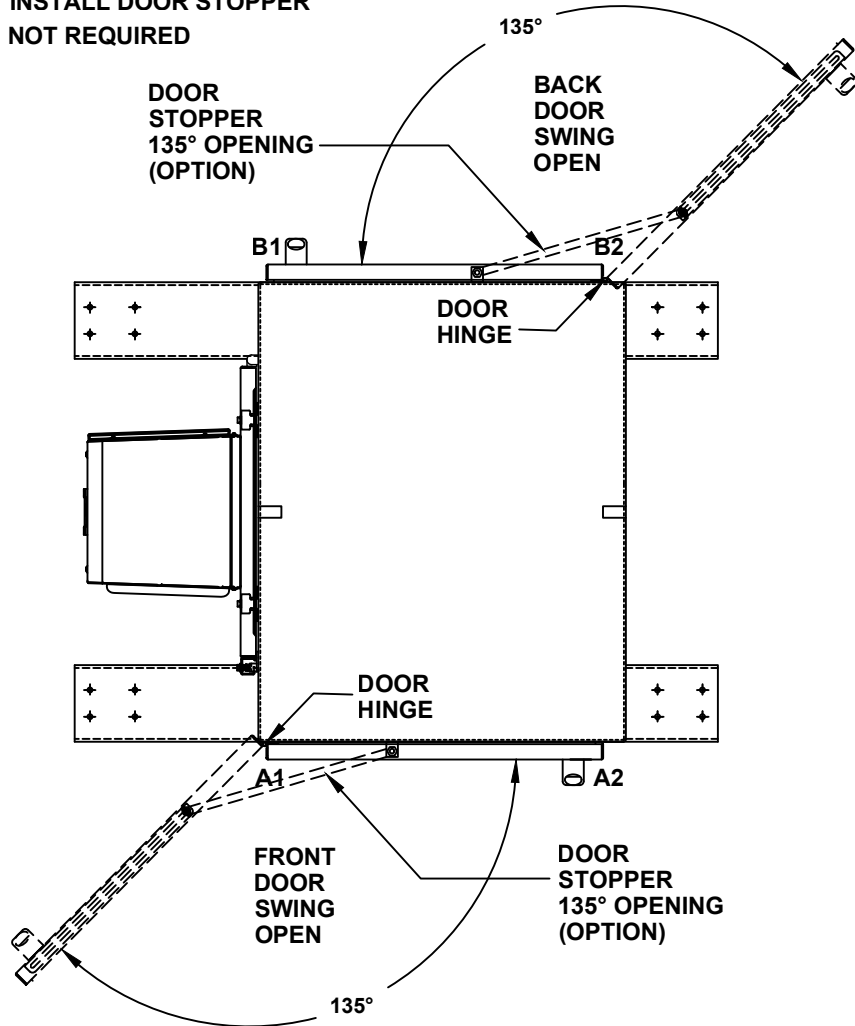 INSTALL DOOR STOPPER
NOT REQUIRED
135°
DOOR
STOPPER
135° OPENING
(OPTION)
BACK
DOOR
SWING
OPEN
B1
B2
DOOR
HINGE
DOOR
HINGE
A1
A2
FRONT
DOOR
SWING
OPEN
DOOR
STOPPER
135° OPENING
(OPTION)
135°